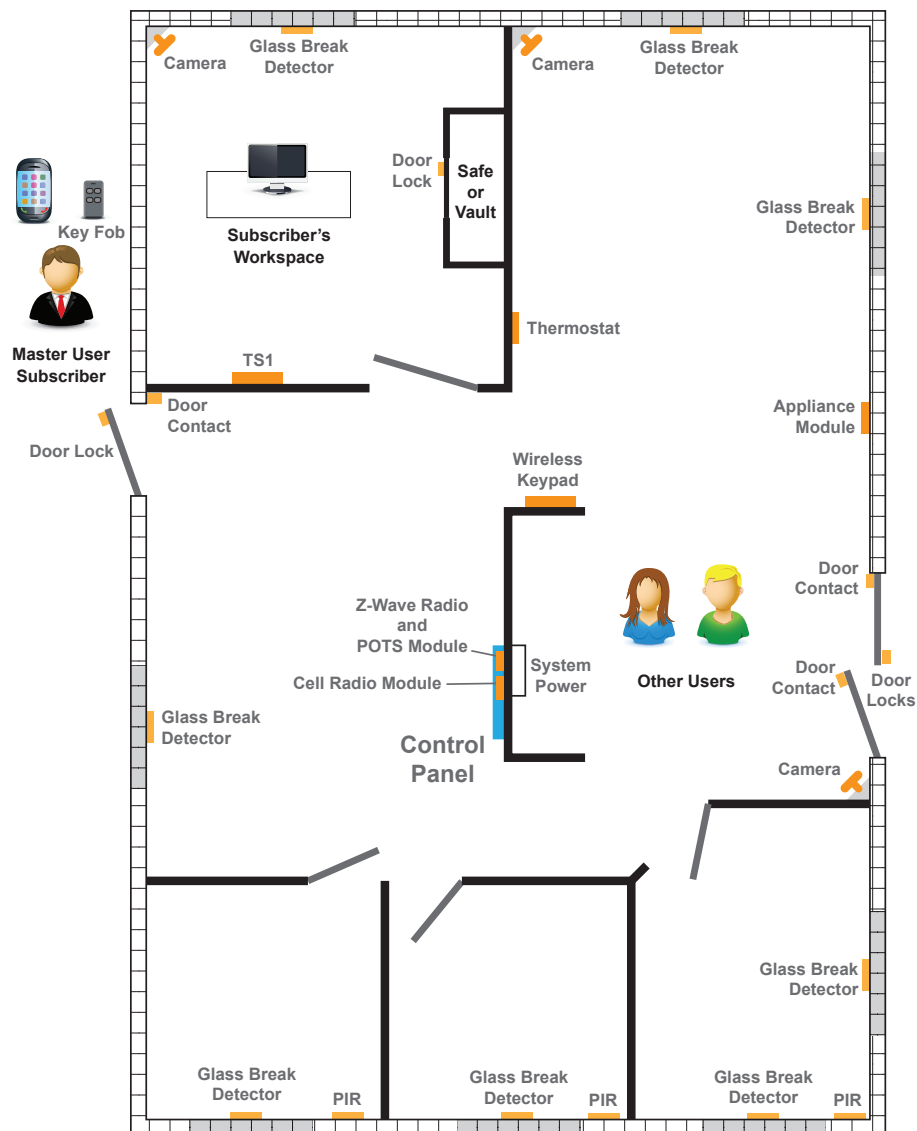 Camera
Glass Break
Detector
Camera
Glass Break
Detector
Door
Lock
Safe
or
Vault
Key Fob
Subscriber's
Workspace
Glass Break
Detector
Master User
Subscriber
Thermostat
TS1
Door
Contact
Door Lock
Appliance
Module
Wireless
Keypad
Door
Contact
Z-Wave Radio
and
POTS Module
Cell Radio Module
System
Power
Other Users
Door
Contact
Door
Locks
Glass Break
Detector
Control
Panel
Camera
Glass Break
Detector
Glass Break
Detector
PIR
Glass Break
Detector
PIR
Glass Break
Detector
PIR